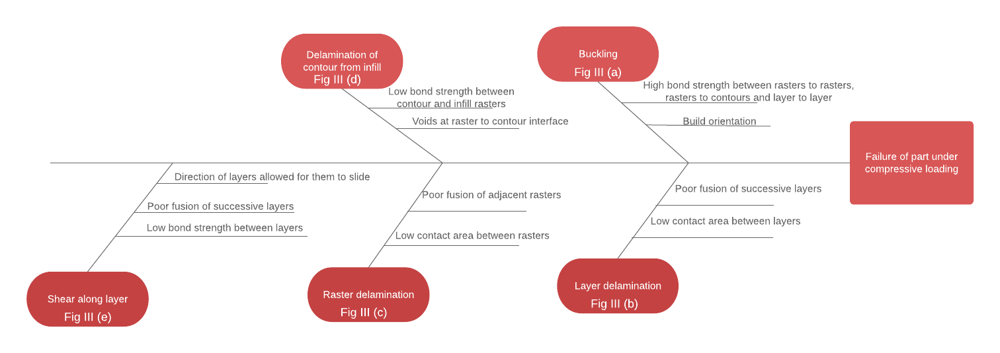 Delamination of
contour from infill
Fig III (d)
Low bond strength between
contour and infill rasters
Voids at raster to contour interface
Buckling
Fig III (a)
High bond strength between rasters to rasters,
rasters to contours and layer to layer
Build orientation
Failure of part under
compressive loading
Direction of layers allowed for them to slide
Poor fusion of successive layers
Low bond strength between layers
Shear along layer
Fig III (e)
Poor fusion of adjacent rasters
Low contact area between rasters
Raster delamination
Fig III (c)
Poor fusion of successive layers
Low contact area between layers
Layer delamination
Fig III (b)